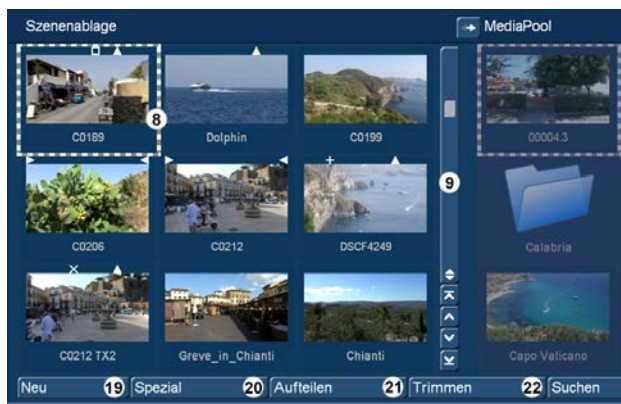 Szenenablage MediaPool
8
C0189 Dolphin C0199 00004.3
9
C0206 C0212 DSCF4249 Calabria
C0212 TX2 Greve_in_Chianti Chianti Capo Vaticano
Neu 19 Spezial 20 Aufteilen 21 Trimmen 22 Suchen